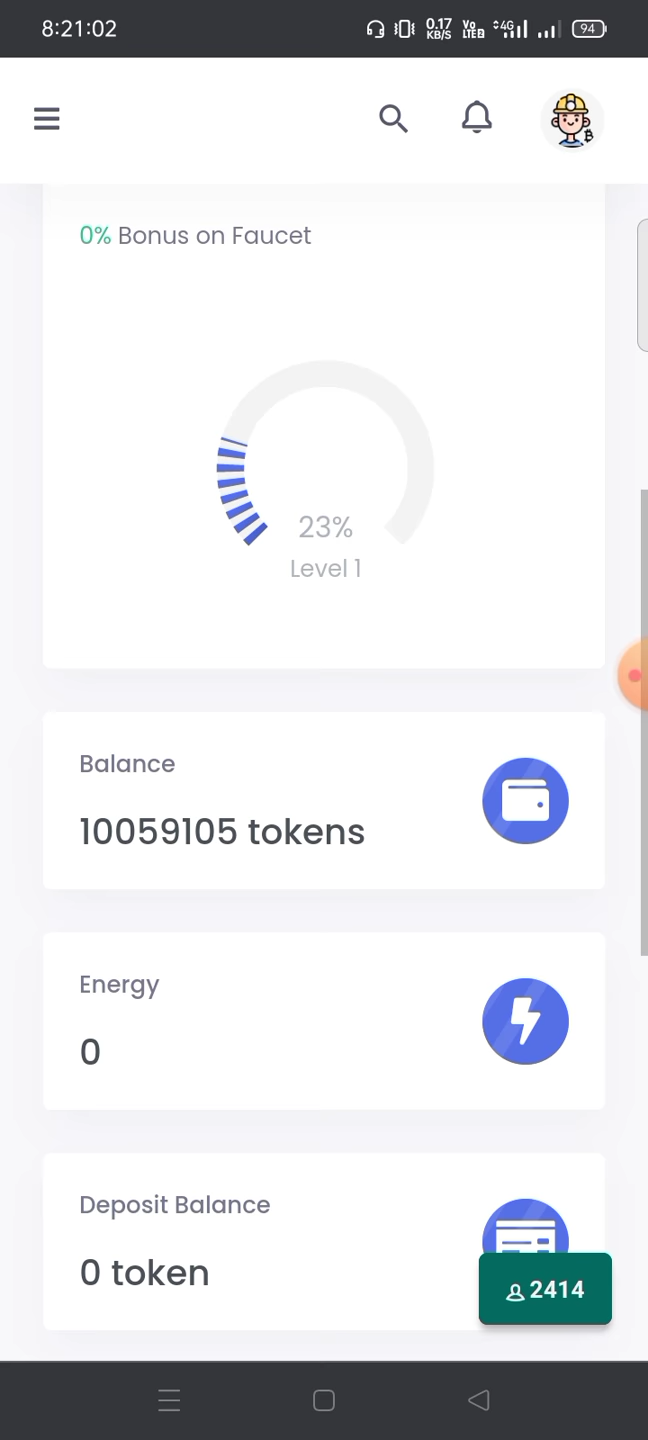 8:21:02
0.17 KB/S
Vo LTE2
4G
94
0% Bonus on Faucet
23%
Level 1
Balance
10059105 tokens
Energy
0
Deposit Balance
0 token
2414